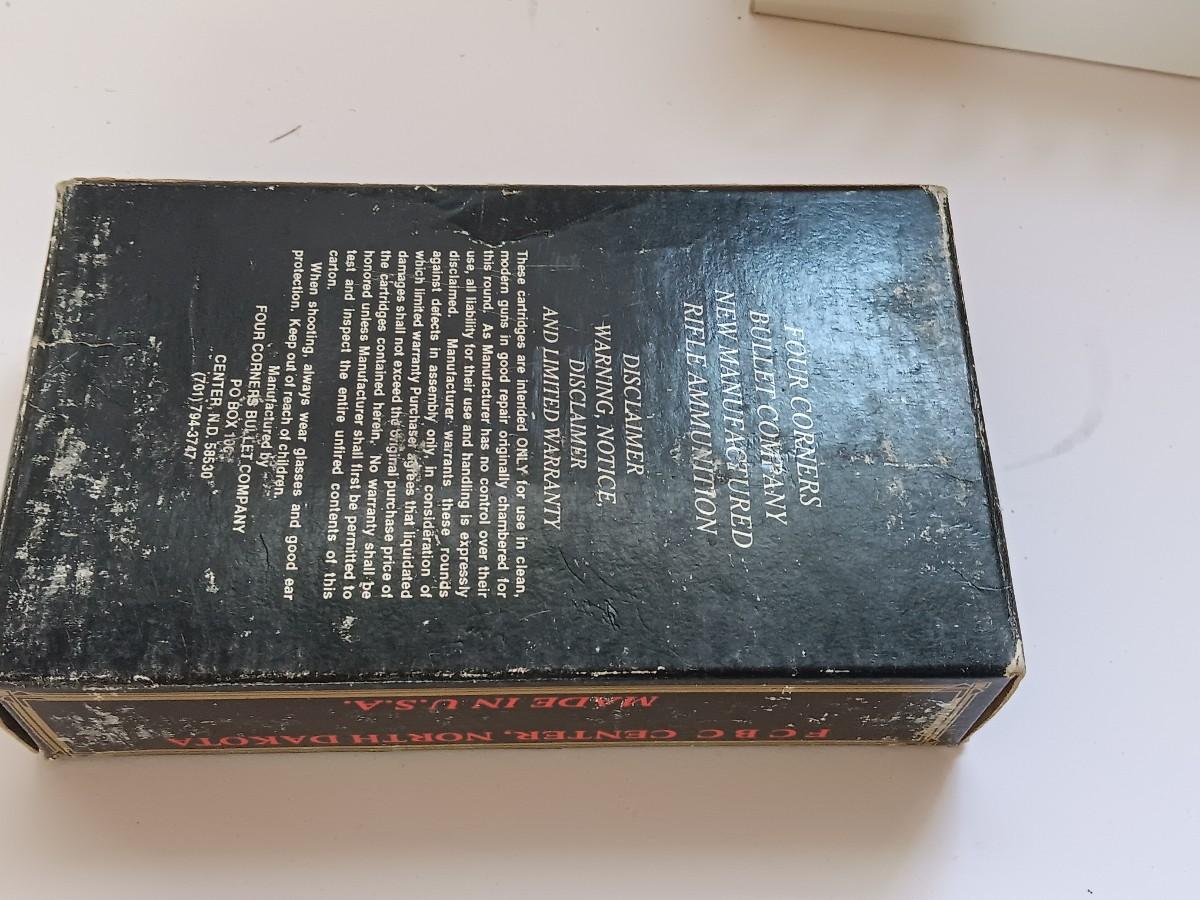 FOUR CORNERS
BULLET COMPANY
NEW MANUFACTURED
RIFLE AMMUNITION
DISCLAIMER
WARNING, NOTICE,
DISCLAIMER
AND LIMITED WARRANTY
These cartridges are intended ONLY for use in clean,
modern guns in good repair originally chambered for
this round. As Manufacturer has no control over their
use, all liability for their use and handling is expressly
disclaimed. Manufacturer warrants these rounds
against defects in assembly only, in consideration of
which limited warranty Purchaser agrees that liquidated
damages shall not exceed the original purchase price of
the cartridges contained herein. No warranty shall be
honored unless Manufacturer shall first be permitted to
test and inspect the entire unfired contents of this
carton.
When shooting, always wear glasses and good ear
protection. Keep out of reach of children.
Manufactured by
FOUR CORNERS BULLET COMPANY
PO BOX
CENTER, N.D. 58530
(701) 794-3747
F C B C CENTER, NORTH DAKOTA
MADE IN U.S.A.